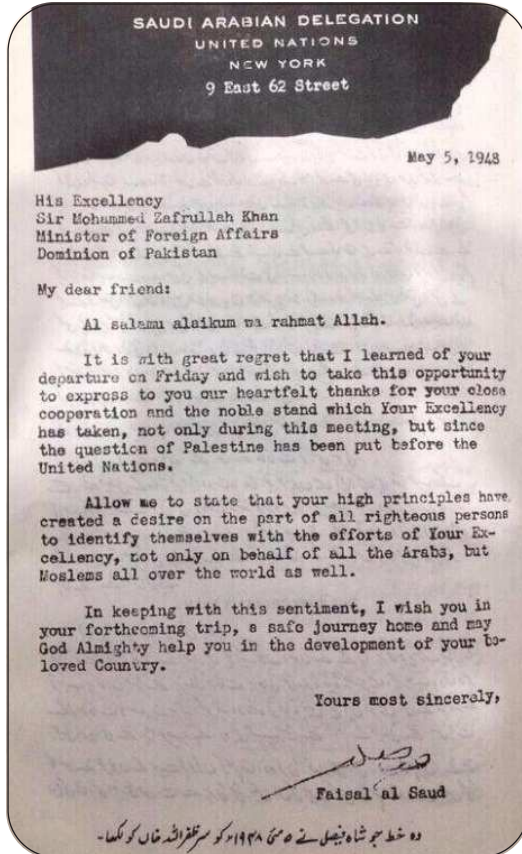 SAUDI ARABIAN DELEGATION
UNITED NATIONS
NEW YORK
9 East 62 Street
May 5, 1948
His Excellency
Sir Mohammed Zafrullah Khan
Minister of Foreign Affairs
Dominion of Pakistan
My dear friend:
Al salamu alaikum wa rahmat Allah.
It is with great regret that I learned of your
departure on Friday and wish to take this opportunity
to express to you our heartfelt thanks for your close
cooperation and the noble stand which Your Excellency
has taken, not only during this meeting, but since
the question of Palestine has been put before the
United Nations.
Allow me to state that your high principles have
created a desire on the part of all righteous persons
to identify themselves with the efforts of Your Ex-
cellency, not only on behalf of all the Arabs, but
Moslems all over the world as well.
In keeping with this sentiment, I wish you in
your forthcoming trip, a safe journey home and may
God Almighty help you in the development of your be-
loved Country.
Yours most sincerely,
فيصل
Faisal al Saud
وہ خط جو شاہ فیصل نے ۵ مئی ۱۹۴۸ء کو سر ظفر اللہ خاں کو لکھا۔